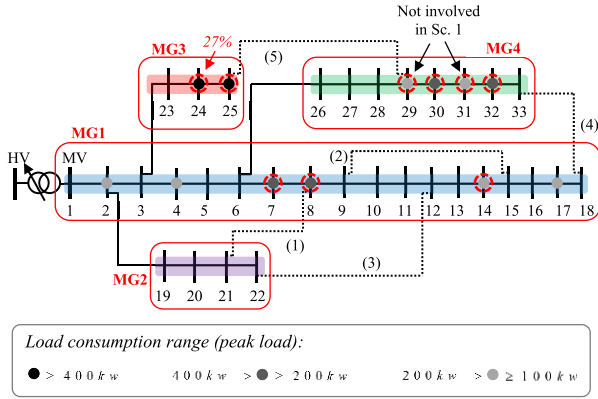 Not involved
in Sc. 1
MG3
27%
(5)
MG4
23 24 25
26 27 28 29 30 31 32 33
MG1
(4)
HV
MV
(2)
1 2 3 4 5 6 7 8 9 10 11 12 13 14 15 16 17 18
(1)
(3)
MG2
19 20 21 22
Load consumption range (peak load):
> 400kw 400kw > > 200kw 200kw > ≥ 100kw